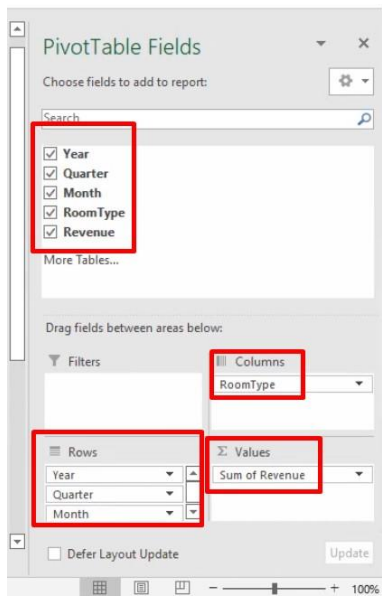 PivotTable Fields
Choose fields to add to report:
Search
Year
Quarter
Month
RoomType
Revenue
More Tables...
Drag fields between areas below:
Filters
Columns
RoomType
Rows
Σ Values
Year
Sum of Revenue
Quarter
Month
Defer Layout Update
Update
100%